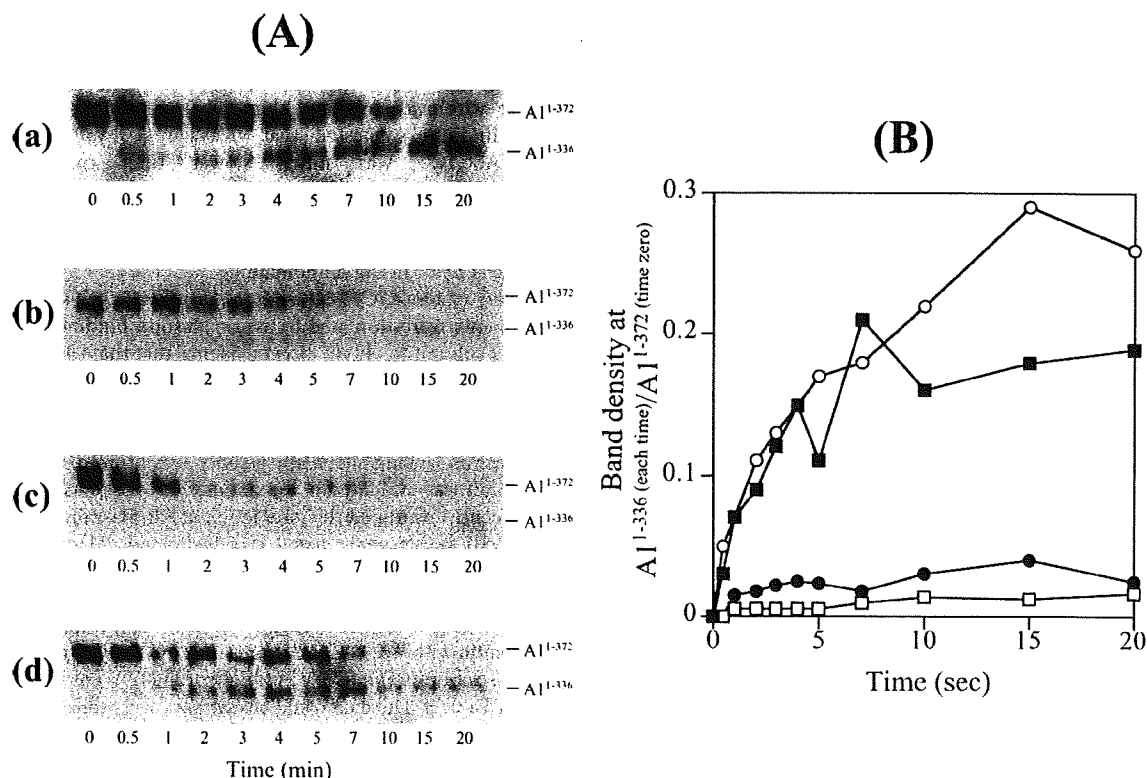 (A)
(a)
A1^1-372
A1^1-336
0 0.5 1 2 3 4 5 7 10 15 20
(b)
A1^1-372
A1^1-336
0 0.5 1 2 3 4 5 7 10 15 20
(c)
A1^1-372
A1^1-336
0 0.5 1 2 3 4 5 7 10 15 20
(d)
A1^1-372
A1^1-336
0 0.5 1 2 3 4 5 7 10 15 20
Time (min)
(B)
Band density at
A1^1-336 (each time)/A1^1-372 (time zero)
0.3
0.2
0.1
0
0 5 10 15 20
Time (sec)